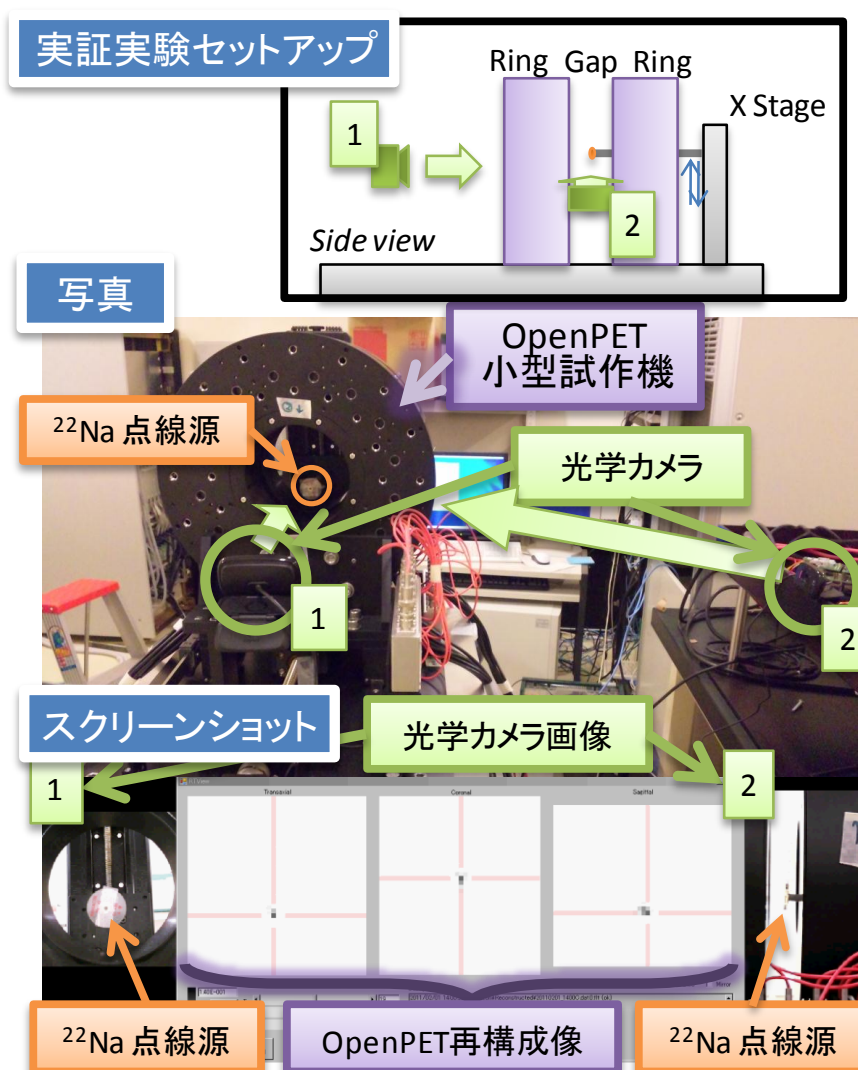 実証実験セットアップ
Ring Gap Ring
X Stage
1
2
Side view
写真
OpenPET
小型試作機
²²Na 点線源
光学カメラ
1
2
スクリーンショット
光学カメラ画像
1
2
Transaxial
Coronal
Sagittal
Mirror
²²Na 点線源
OpenPET再構成像
²²Na 点線源